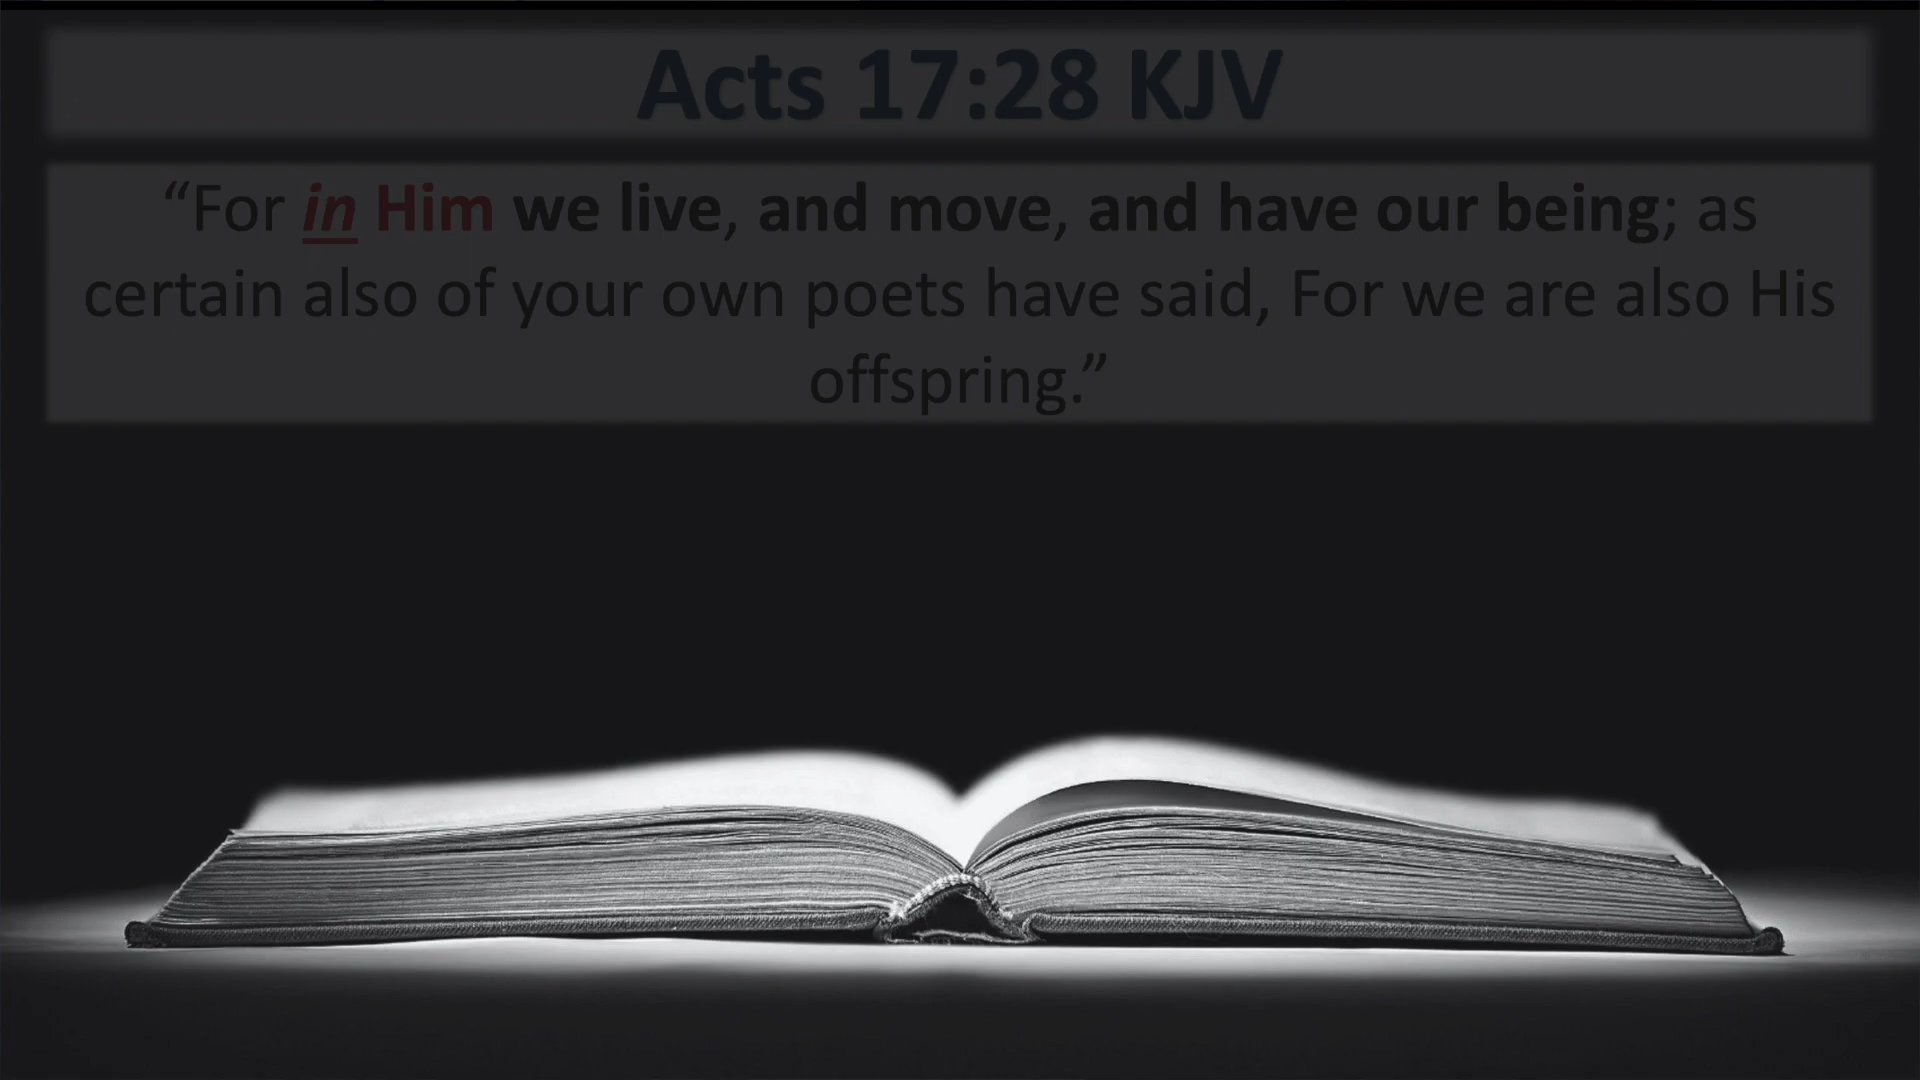 Acts 17:28 KJV
“For in Him we live, and move, and have our being; as
certain also of your own poets have said, For we are also His
offspring.”